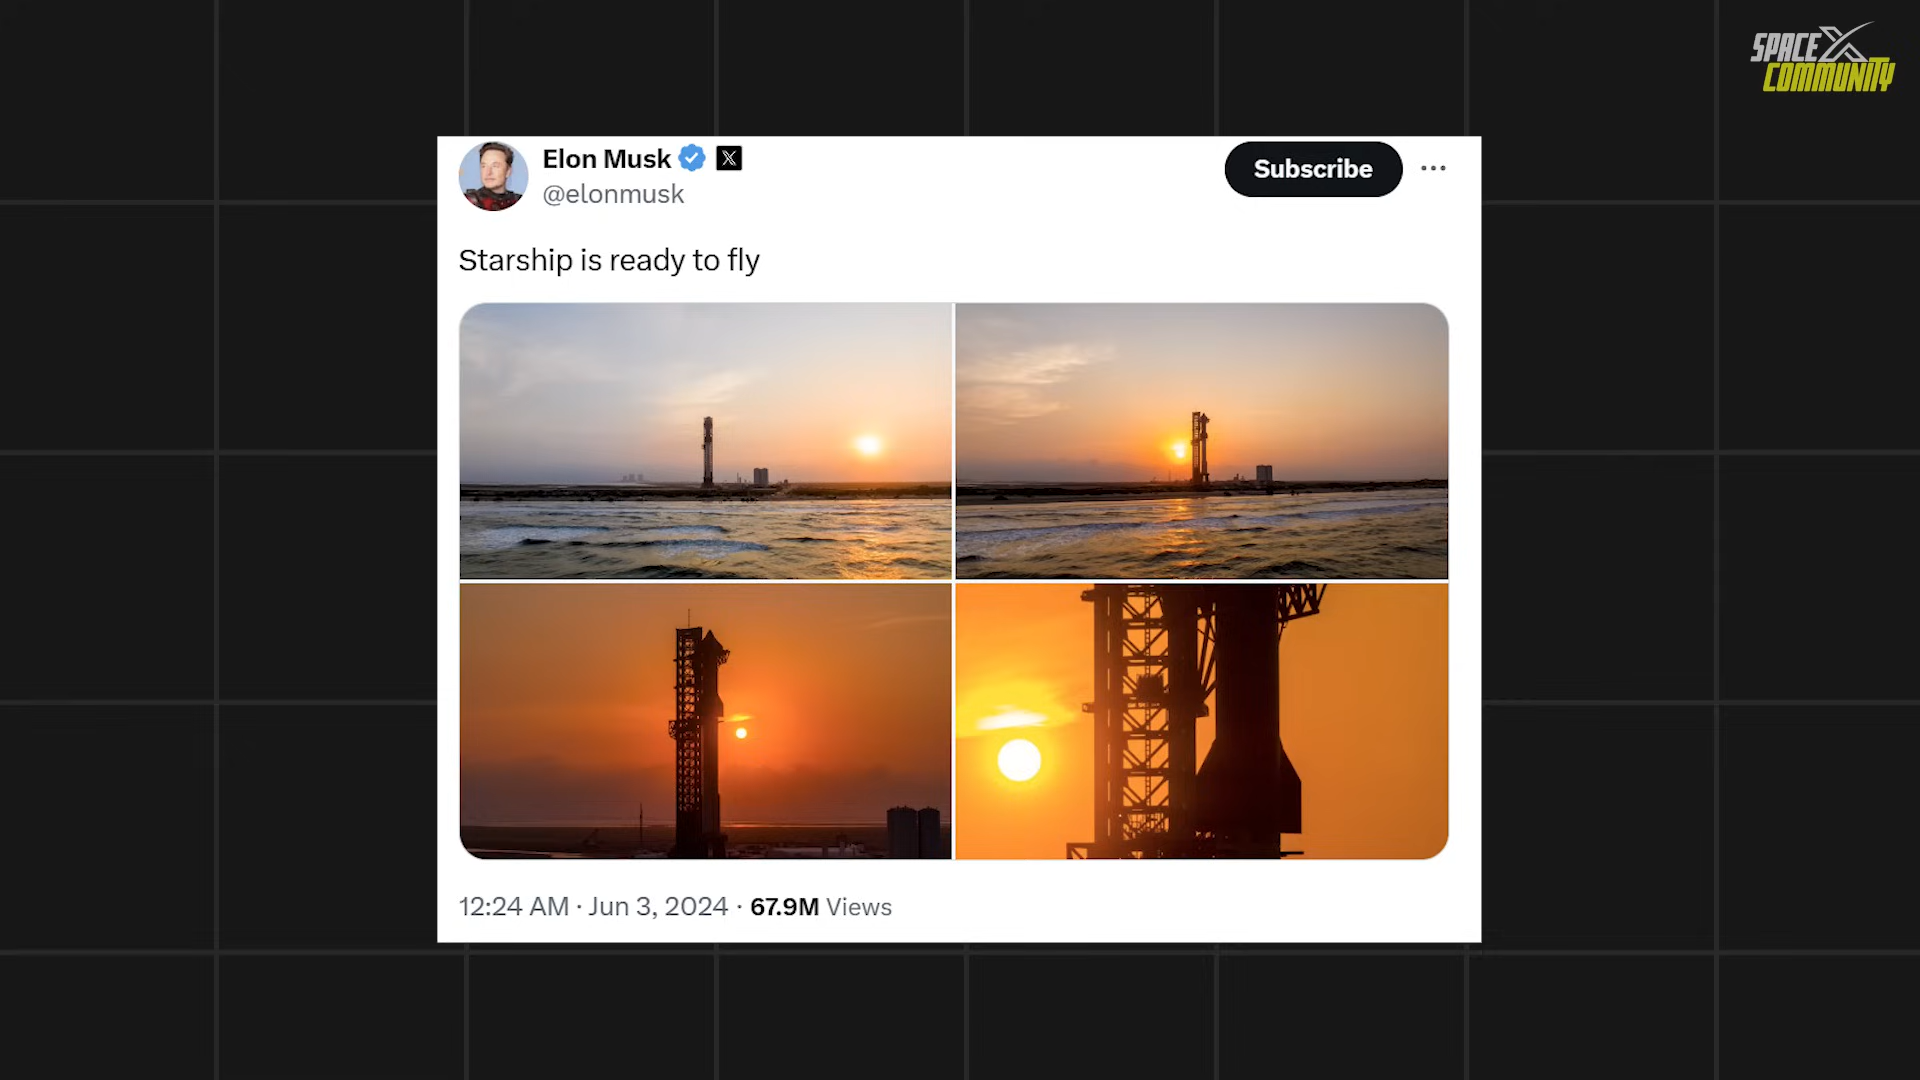 SPACEX
COMMUNITY
Elon Musk
@elonmusk
Subscribe
Starship is ready to fly
12:24 AM · Jun 3, 2024 · 67.9M Views